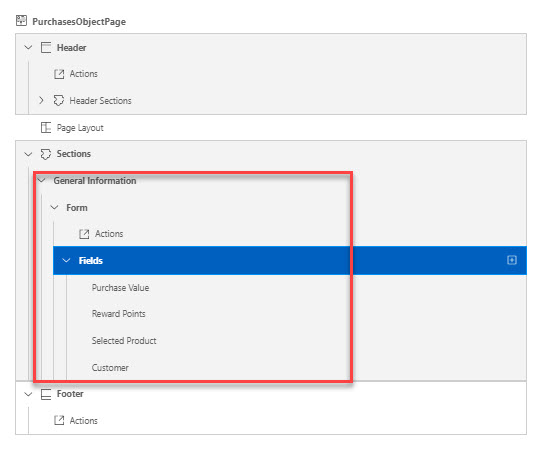 PurchasesObjectPage
Header
Actions
Header Sections
Page Layout
Sections
General Information
Form
Actions
Fields
Purchase Value
Reward Points
Selected Product
Customer
Footer
Actions